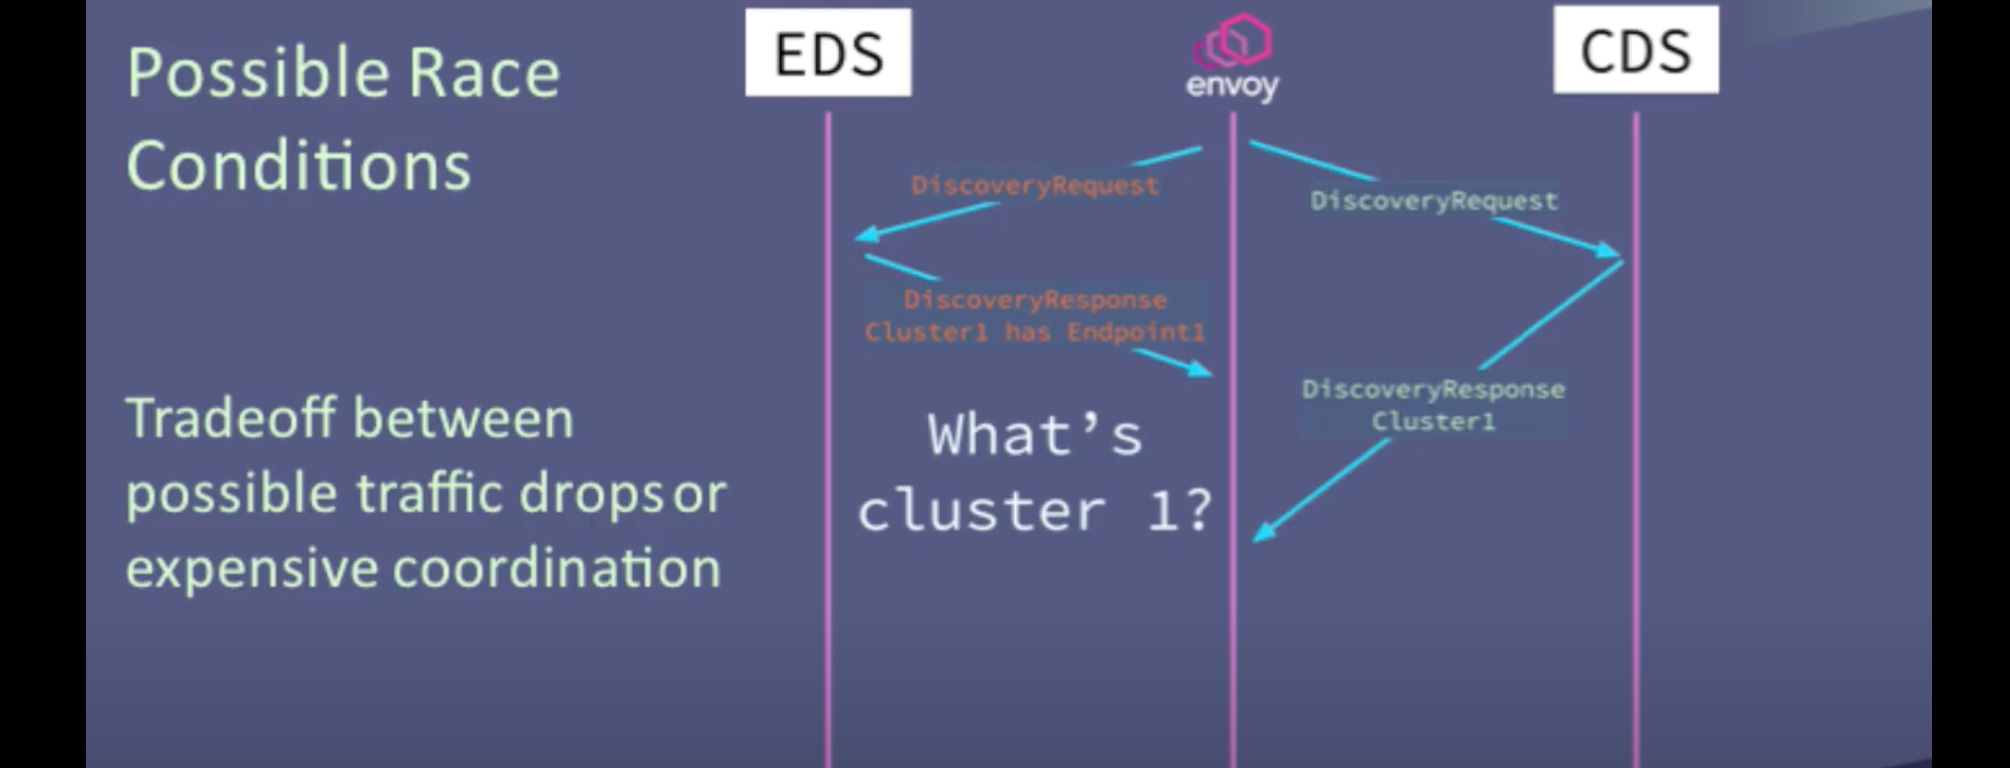 Possible Race
Conditions
Tradeoff between
possible traffic drops or
expensive coordination
EDS
envoy
CDS
DiscoveryRequest
DiscoveryRequest
DiscoveryResponse
Cluster1 has Endpoint1
DiscoveryResponse
Cluster1
What’s
cluster 1?